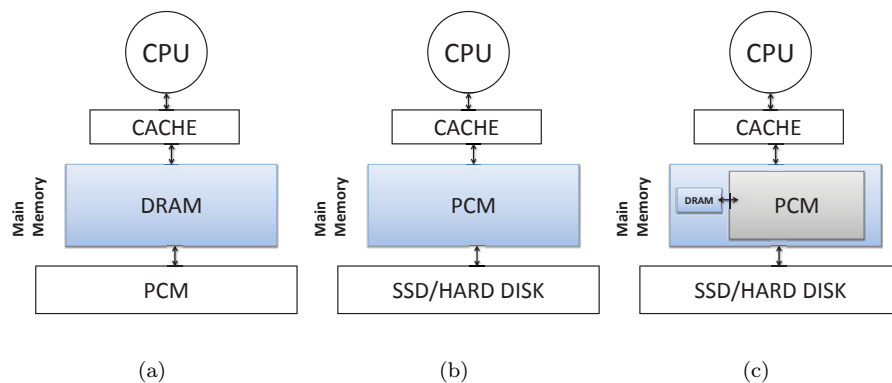 CPU
CACHE
Main
Memory
DRAM
PCM
(a)
CPU
CACHE
Main
Memory
PCM
SSD/HARD DISK
(b)
CPU
CACHE
Main
Memory
DRAM
PCM
SSD/HARD DISK
(c)